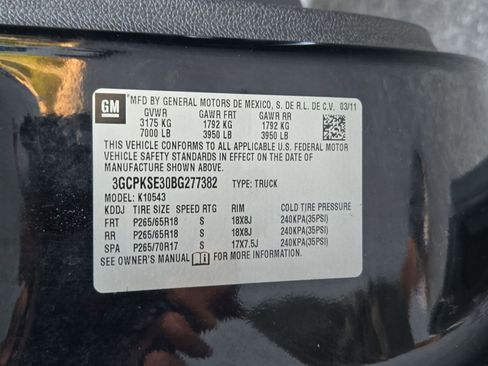 GM MFD BY GENERAL MOTORS DE MEXICO, S. DE R.L. DE C.V. 03/11
GVWR GAWR FRT GAWR RR
3175 KG 1792 KG 1792 KG
7000 LB 3950 LB 3950 LB
THIS VEHICLE CONFORMS TO ALL APPLICABLE U.S. FEDERAL MOTOR
VEHICLE SAFETY STANDARDS IN EFFECT ON THE DATE OF
MANUFACTURE SHOWN ABOVE.
3GCPKSE30BG277382 TYPE: TRUCK
MODEL: K10543
KDDJ TIRE SIZE SPEED RTG RIM COLD TIRE PRESSURE
FRT P265/65R18 S 18X8J 240KPA(35PSI)
RR P265/65R18 S 18X8J 240KPA(35PSI)
SPA P265/70R17 S 17X7.5J 240KPA(35PSI)
SEE OWNER'S MANUAL FOR MORE INFORMATION.